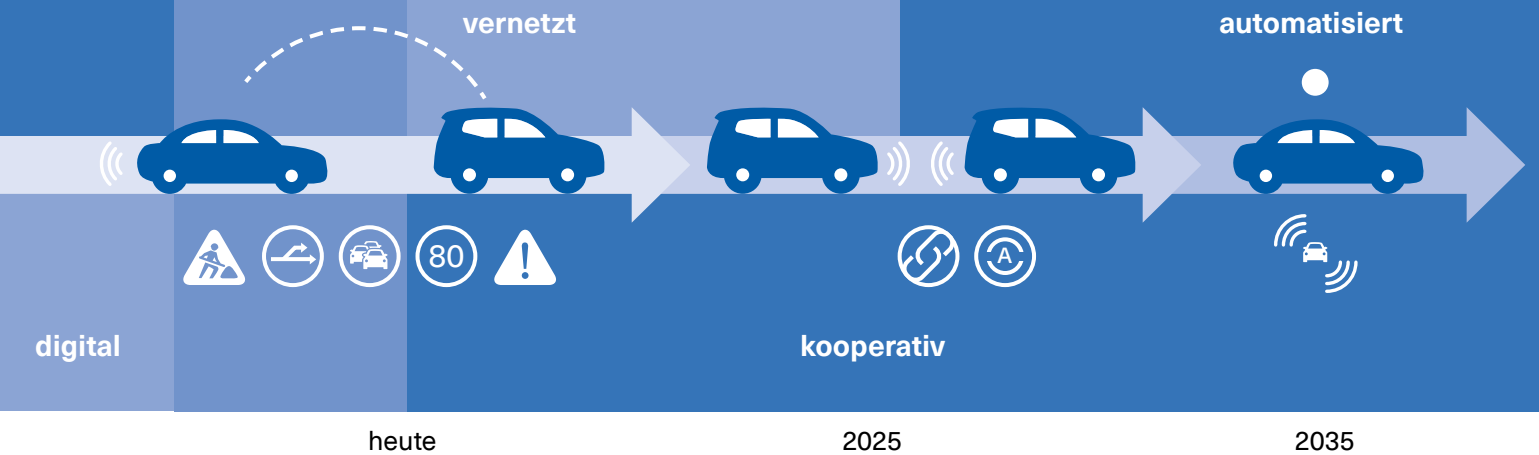 vernetzt
automatisiert
80
A
digital
kooperativ
heute
2025
2035